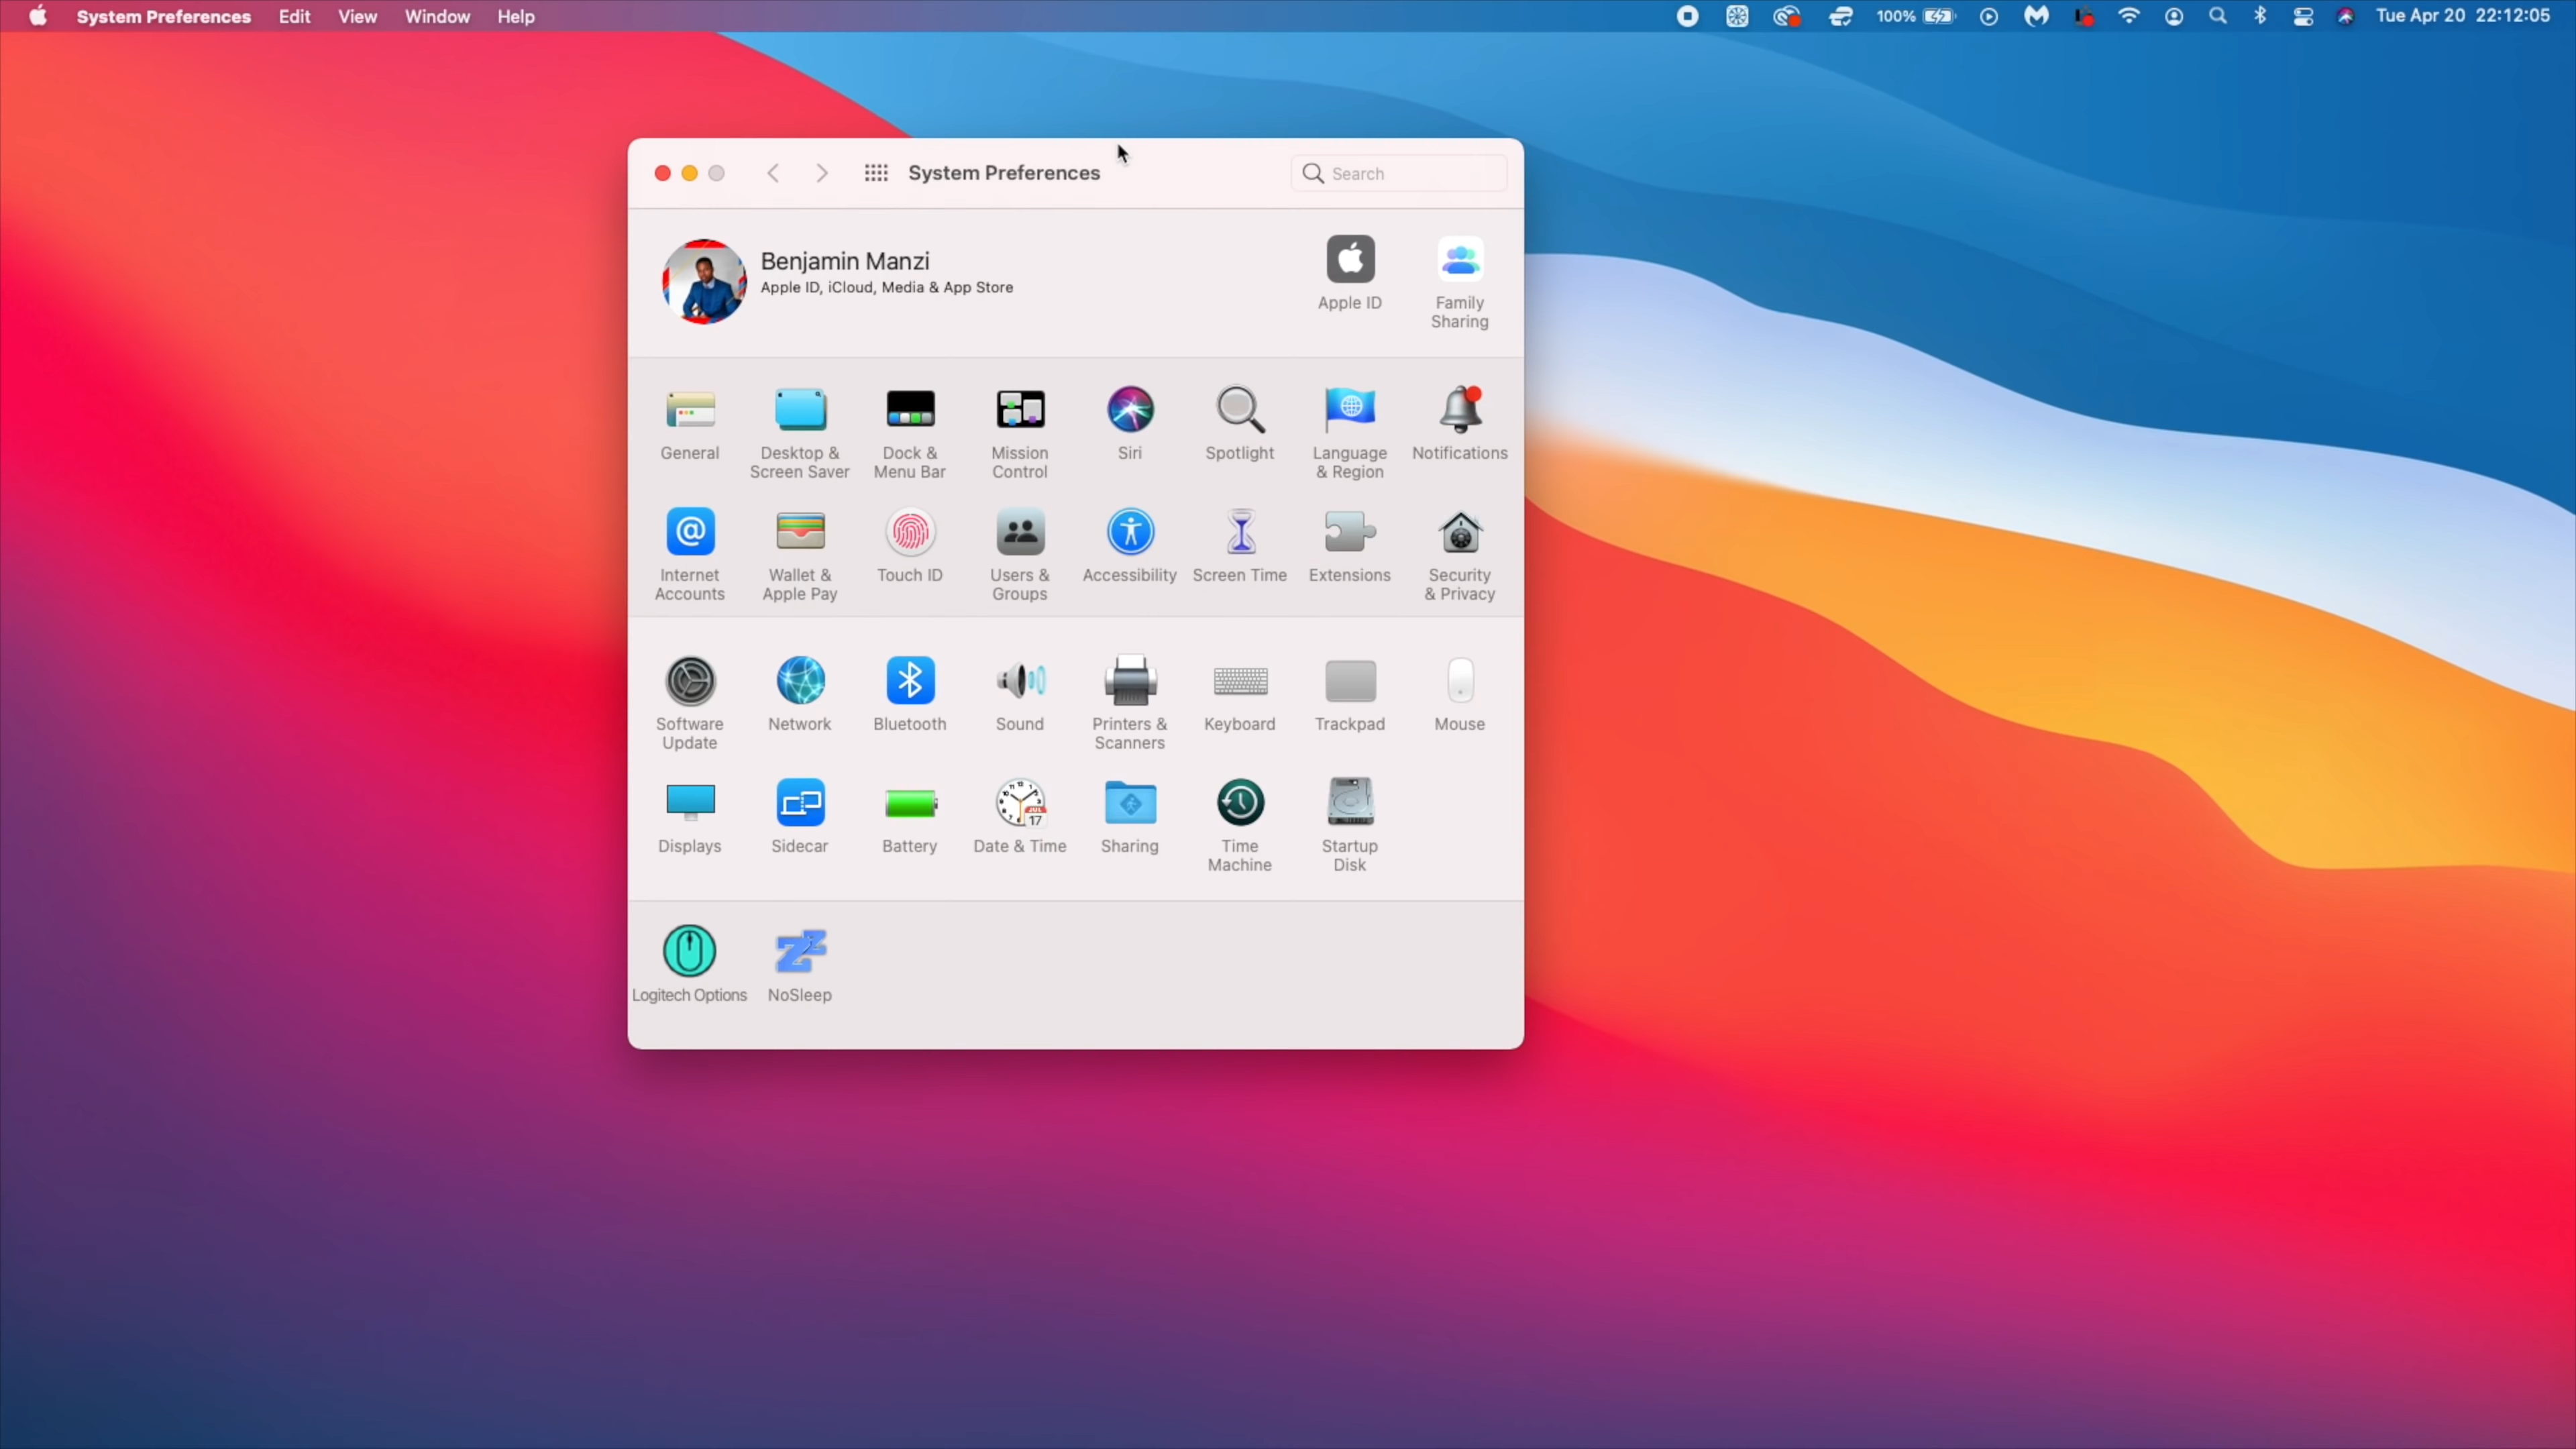 System Preferences Edit View Window Help 100% Tue Apr 20 22:12:05
System Preferences
Search
Benjamin Manzi
Apple ID, iCloud, Media & App Store
Apple ID
Family
Sharing
General
Desktop &
Screen Saver
Dock &
Menu Bar
Mission
Control
Siri
Spotlight
Language
& Region
Notifications
Internet
Accounts
Wallet &
Apple Pay
Touch ID
Users &
Groups
Accessibility
Screen Time
Extensions
Security
& Privacy
Software
Update
Network
Bluetooth
Sound
Printers &
Scanners
Keyboard
Trackpad
Mouse
Displays
Sidecar
Battery
JUL
17
Date & Time
Sharing
Time
Machine
Startup
Disk
Logitech Options
NoSleep